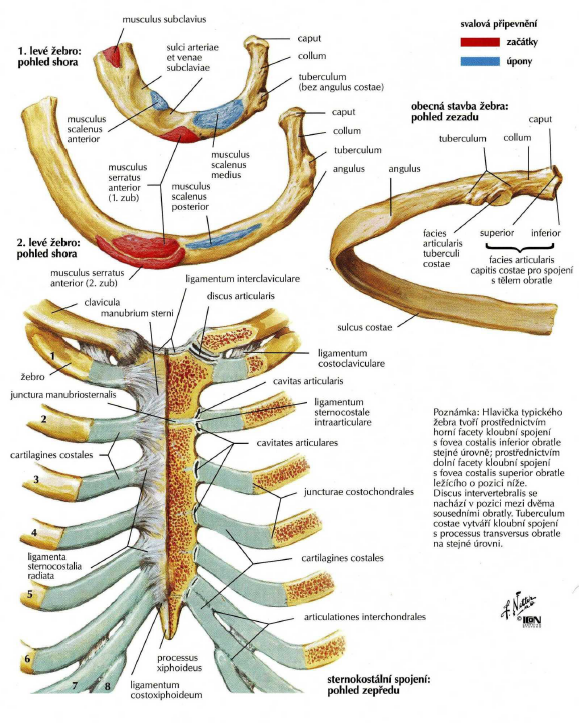 musculus subclavius
svalová připevnění
začátky
úpony
1. levé žebro:
pohled shora
sulci arteriae
et venae
subclaviae
caput
collum
tuberculum
(bez angulus costae)
musculus
scalenus
anterior
musculus
scalenus
medius
musculus
serratus
anterior
(1. zub)
musculus
scalenus
posterior
caput
collum
tuberculum
angulus
2. levé žebro:
pohled shora
musculus serratus
anterior (2. zub)
obecná stavba žebra:
pohled zezadu
caput
tuberculum
collum
angulus
facies
articularis
tuberculi
costae
superior
inferior
facies articularis
capitis costae pro spojení
s tělem obratle
sulcus costae
ligamentum interclaviculare
clavicula
discus articularis
manubrium sterni
1
žebro
ligamentum
costoclaviculare
cavitas articularis
junctura manubriosternalis
2
ligamentum
sternocostale
intraarticulare
cartilagines costales
cavitates articulares
3
juncturae costochondrales
4
ligamenta
sternocostalia
radiata
cartilagines costales
5
articulationes interchondrales
6
7
8
processus
xiphoideus
ligamentum
costoxiphoideum
sternokostální spojení:
pohled zepředu
Poznámka: Hlavička typického
žebra tvoří prostřednictvím
horní facety kloubní spojení
s fovea costalis inferior obratle
stejné úrovně; prostřednictvím
dolní facety kloubní spojení
s fovea costalis superior obratle
ležícího o pozici níže.
Discus intervertebralis se
nachází v pozici mezi dvěma
sousedními obratly. Tuberculum
costae vytváří kloubní spojení
s processus transversus obratle
na stejné úrovni.
F. Netter
© ICON